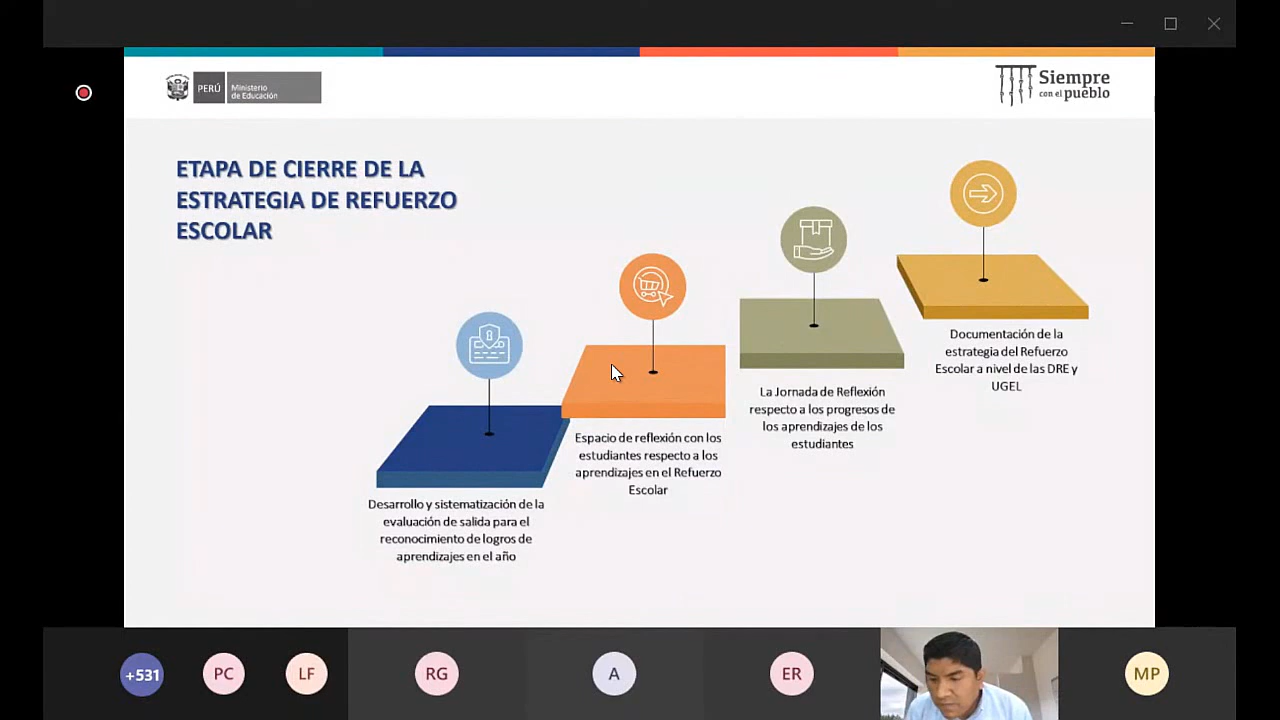 PERÚ
Ministerio
de Educación
Siempre
con el pueblo
ETAPA DE CIERRE DE LA
ESTRATEGIA DE REFUERZO
ESCOLAR
Desarrollo y sistematización de la
evaluación de salida para el
reconocimiento de logros de
aprendizajes en el año
Espacio de reflexión con los
estudiantes respecto a los
aprendizajes en el Refuerzo
Escolar
La Jornada de Reflexión
respecto a los progresos de
los aprendizajes de los
estudiantes
Documentación de la
estrategia del Refuerzo
Escolar a nivel de las DRE y
UGEL
+531
PC
LF
RG
A
ER
MP